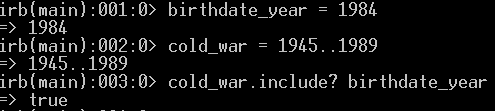 irb(main):001:0> birthdate_year = 1984
=> 1984
irb(main):002:0> cold_war = 1945..1989
=> 1945..1989
irb(main):003:0> cold_war.include? birthdate_year
=> true